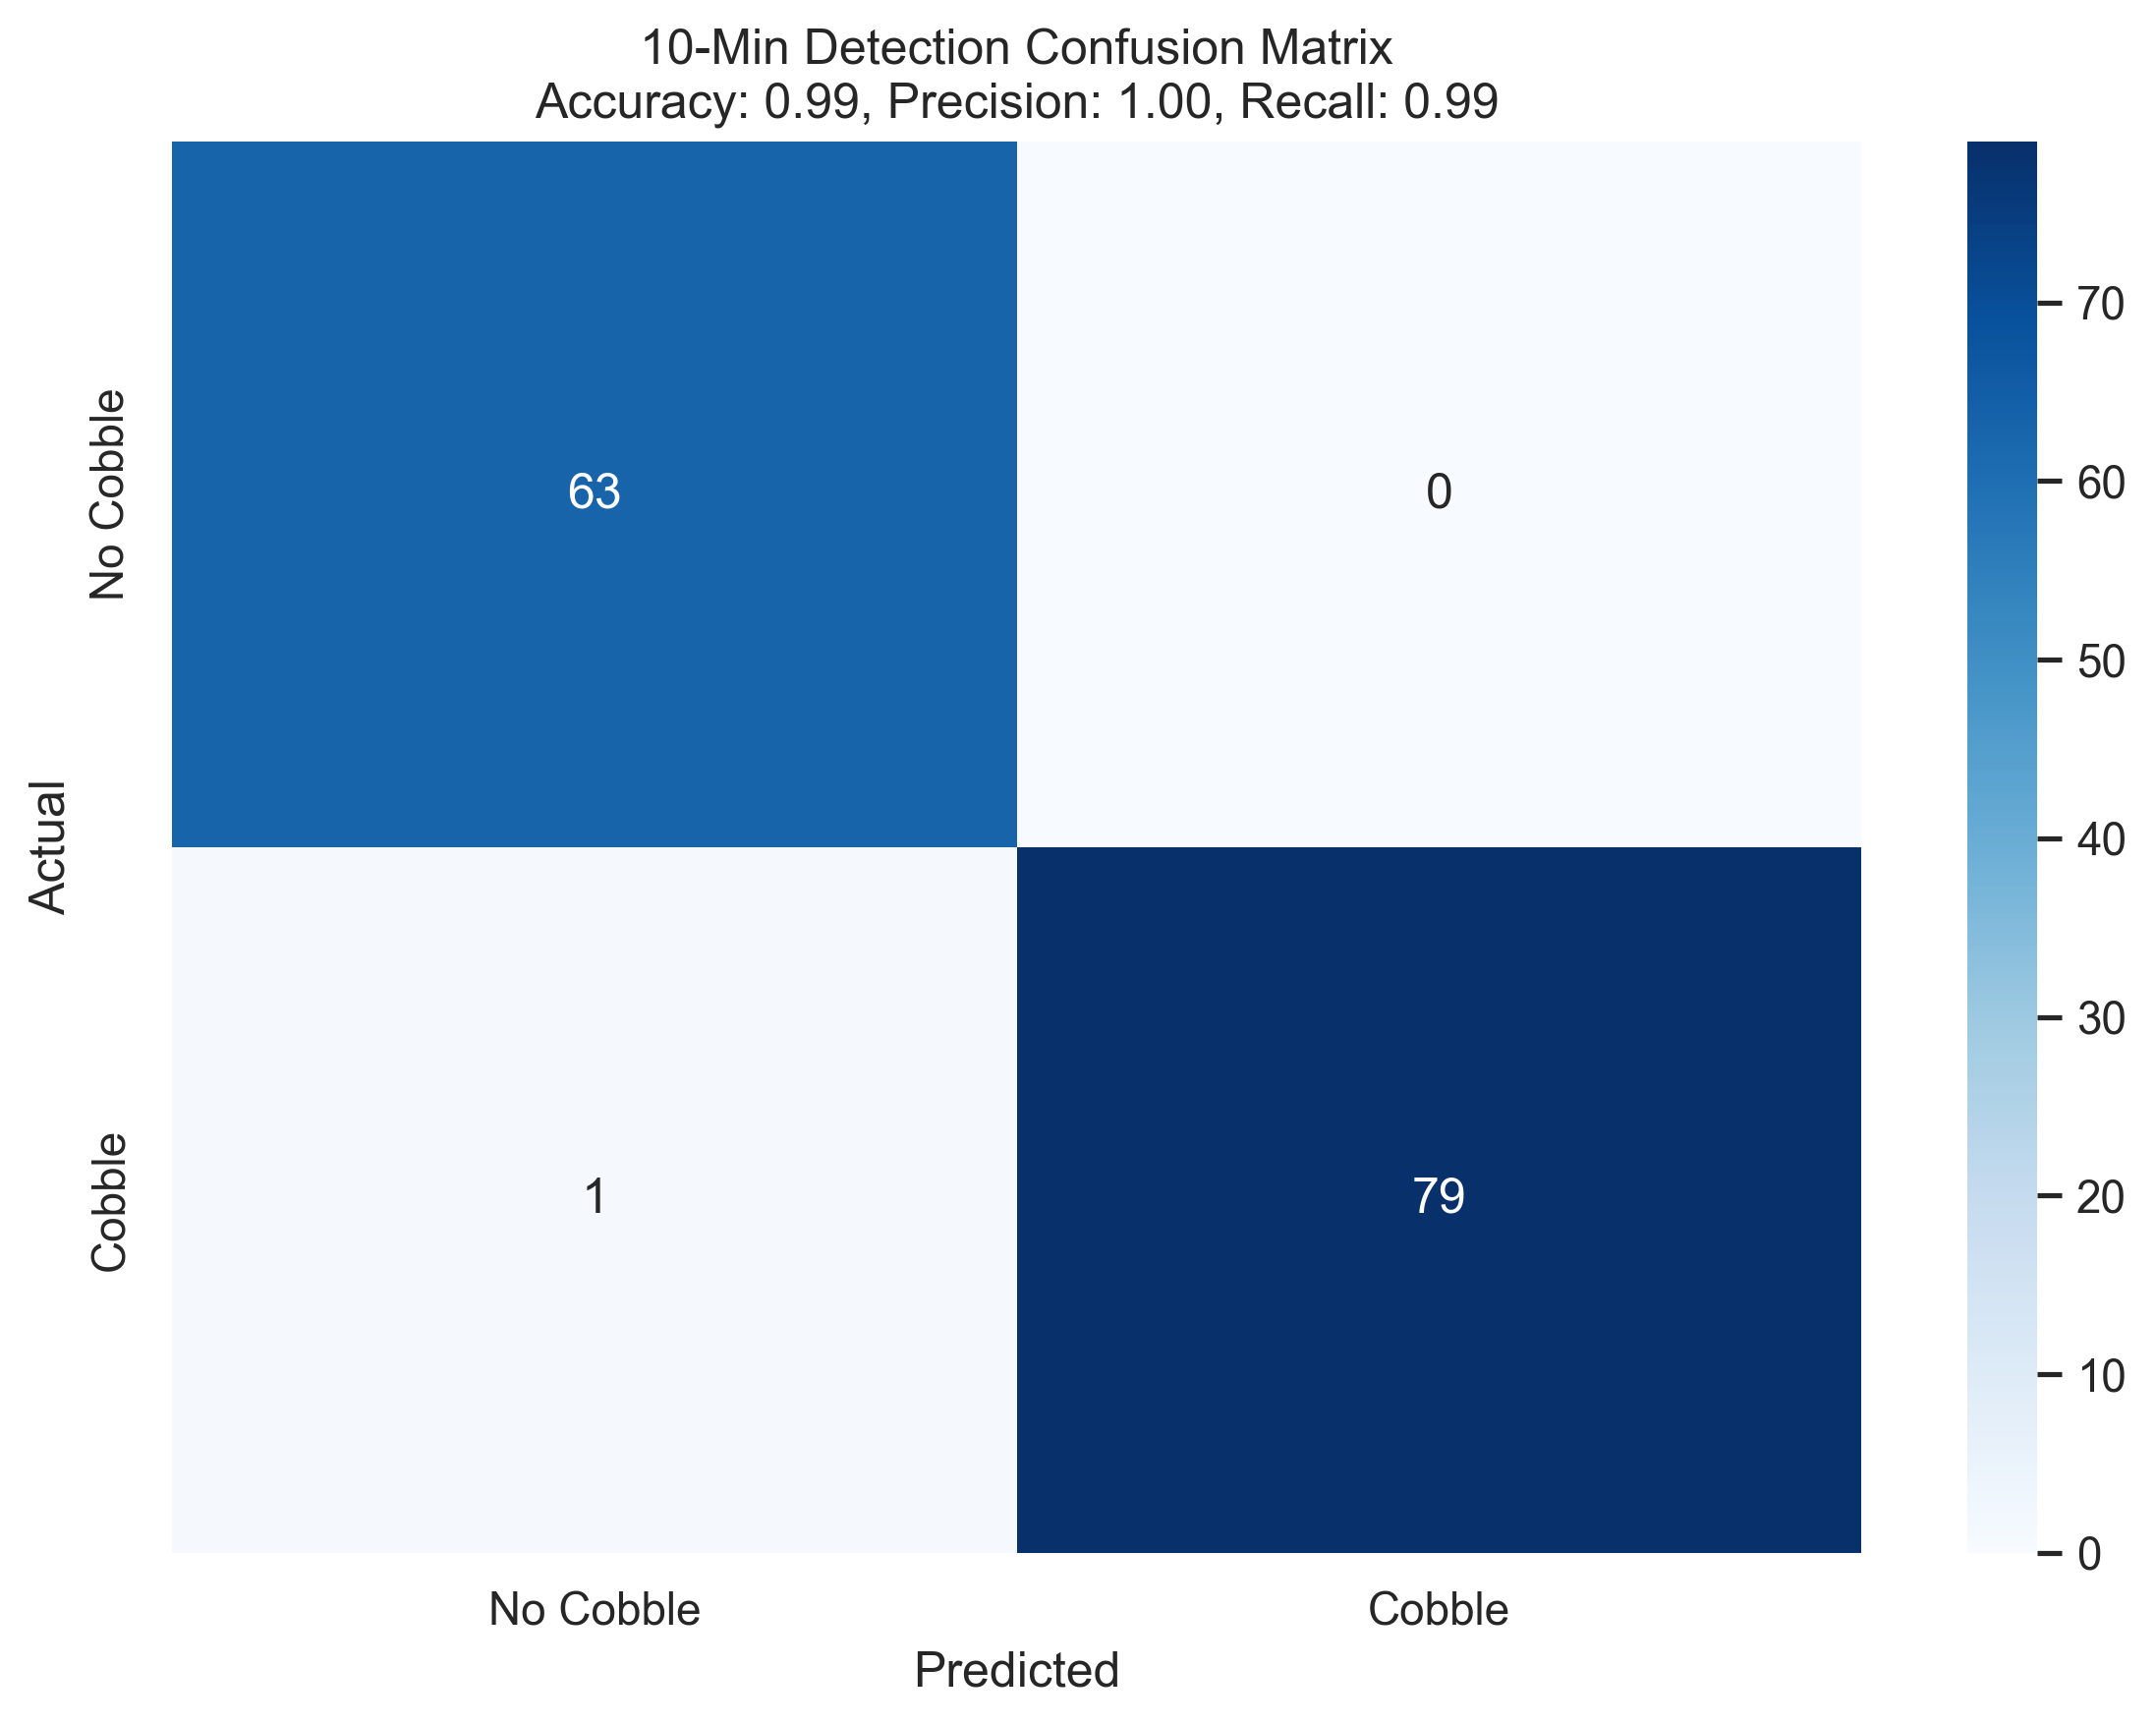 10-Min Detection Confusion Matrix
Accuracy: 0.99, Precision: 1.00, Recall: 0.99
Actual
No Cobble
Cobble
63
0
1
79
No Cobble
Cobble
Predicted
70
60
50
40
30
20
10
0